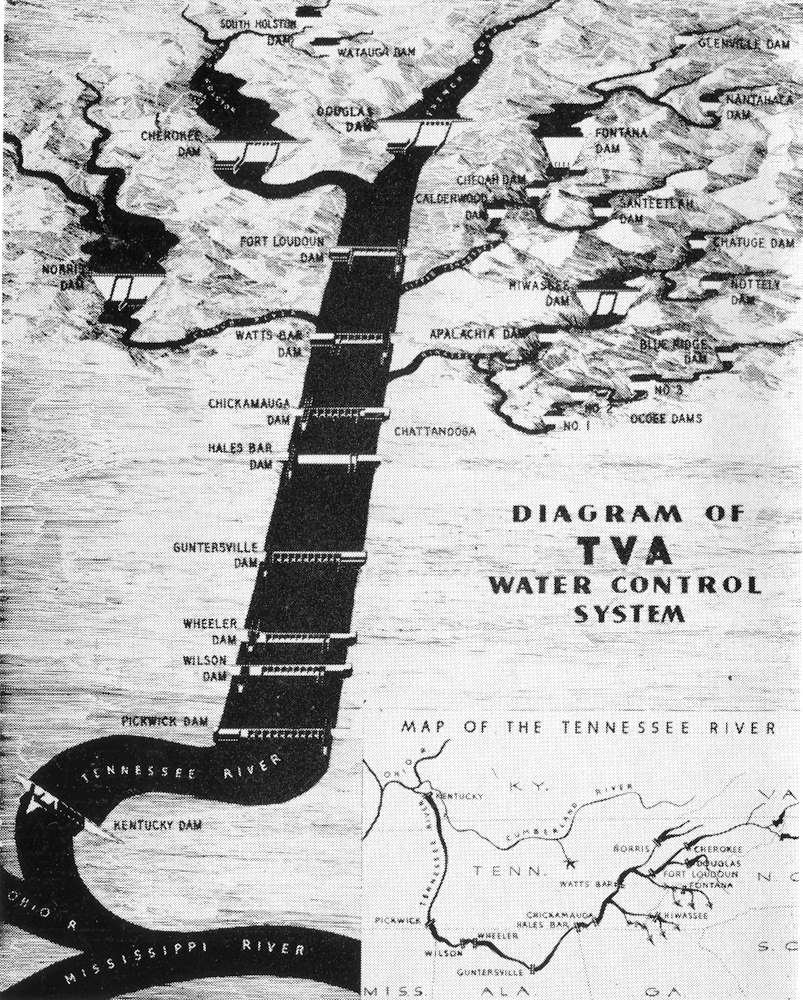 SOUTH HOLSTON
DAM
WATAUGA DAM
GLENVILLE DAM
HOLSTON
FRENCH BROAD
NANTAHALA
DAM
DOUGLAS
DAM
CHEROKEE
DAM
FONTANA
DAM
CHEOAH DAM
CALDERWOOD
DAM
SANTEETLAH
DAM
FORT LOUDOUN
DAM
CHATUGE DAM
NORRIS
DAM
HIWASSEE
DAM
NOTTELY
DAM
WATTS BAR
DAM
APALACHIA DAM
BLUE RIDGE
DAM
NO. 3
NO. 2
NO. 1
OCOEE DAMS
CHICKAMAUGA
DAM
CHATTANOOGA
HALES BAR
DAM
DIAGRAM OF
TVA
WATER CONTROL
SYSTEM
GUNTERSVILLE
DAM
WHEELER
DAM
WILSON
DAM
PICKWICK DAM
TENNESSEE RIVER
KENTUCKY DAM
OHIO R
MISSISSIPPI RIVER
MAP OF THE TENNESSEE RIVER
OHIO R
KY.
VA
KENTUCKY
CUMBERLAND RIVER
TENNESSEE RIVER
TENN.
NORRIS
CHEROKEE
DOUGLAS
FORT LOUDOUN
FONTANA
N C
WATTS BAR
CHICKAMAUGA
HALES BAR
HIWASSEE
PICKWICK
WHEELER
WILSON
GUNTERSVILLE
S. C
MISS.
ALA.
GA